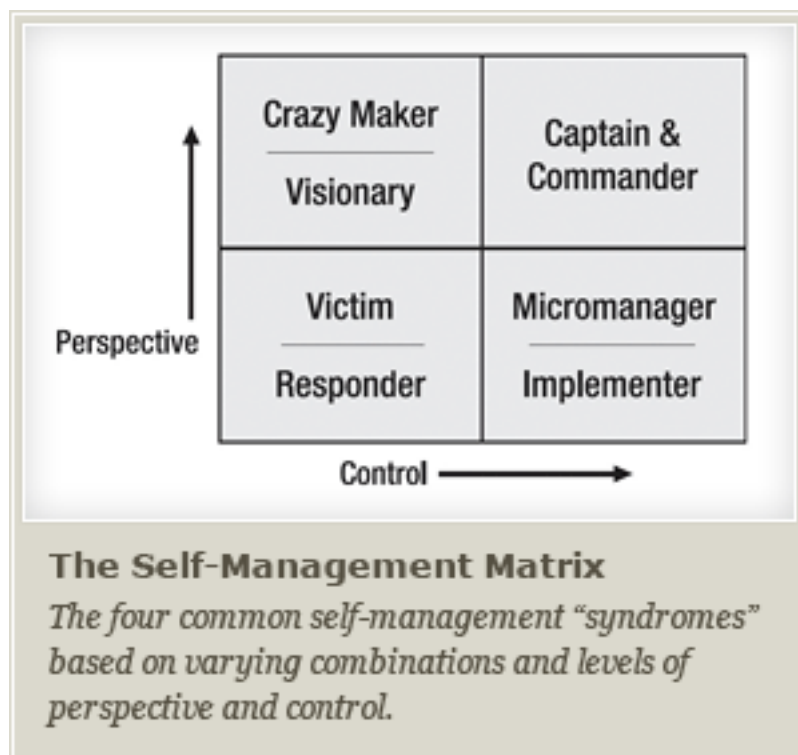 Crazy Maker
Visionary
Captain &
Commander
Perspective
Victim
Responder
Micromanager
Implementer
Control
The Self-Management Matrix
The four common self-management “syndromes”
based on varying combinations and levels of
perspective and control.